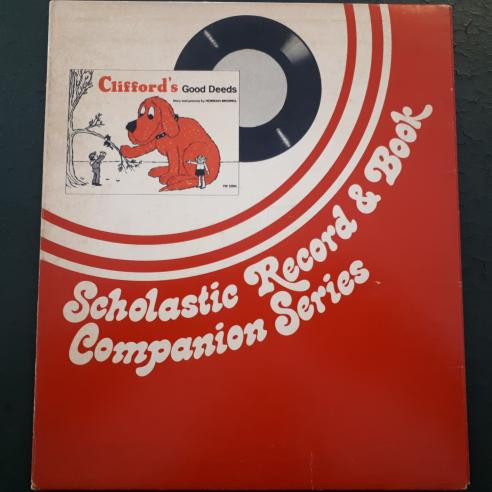 Clifford's Good Deeds
Story and pictures by NORMAN BRIDWELL
Scholastic Record & Book
Companion Series